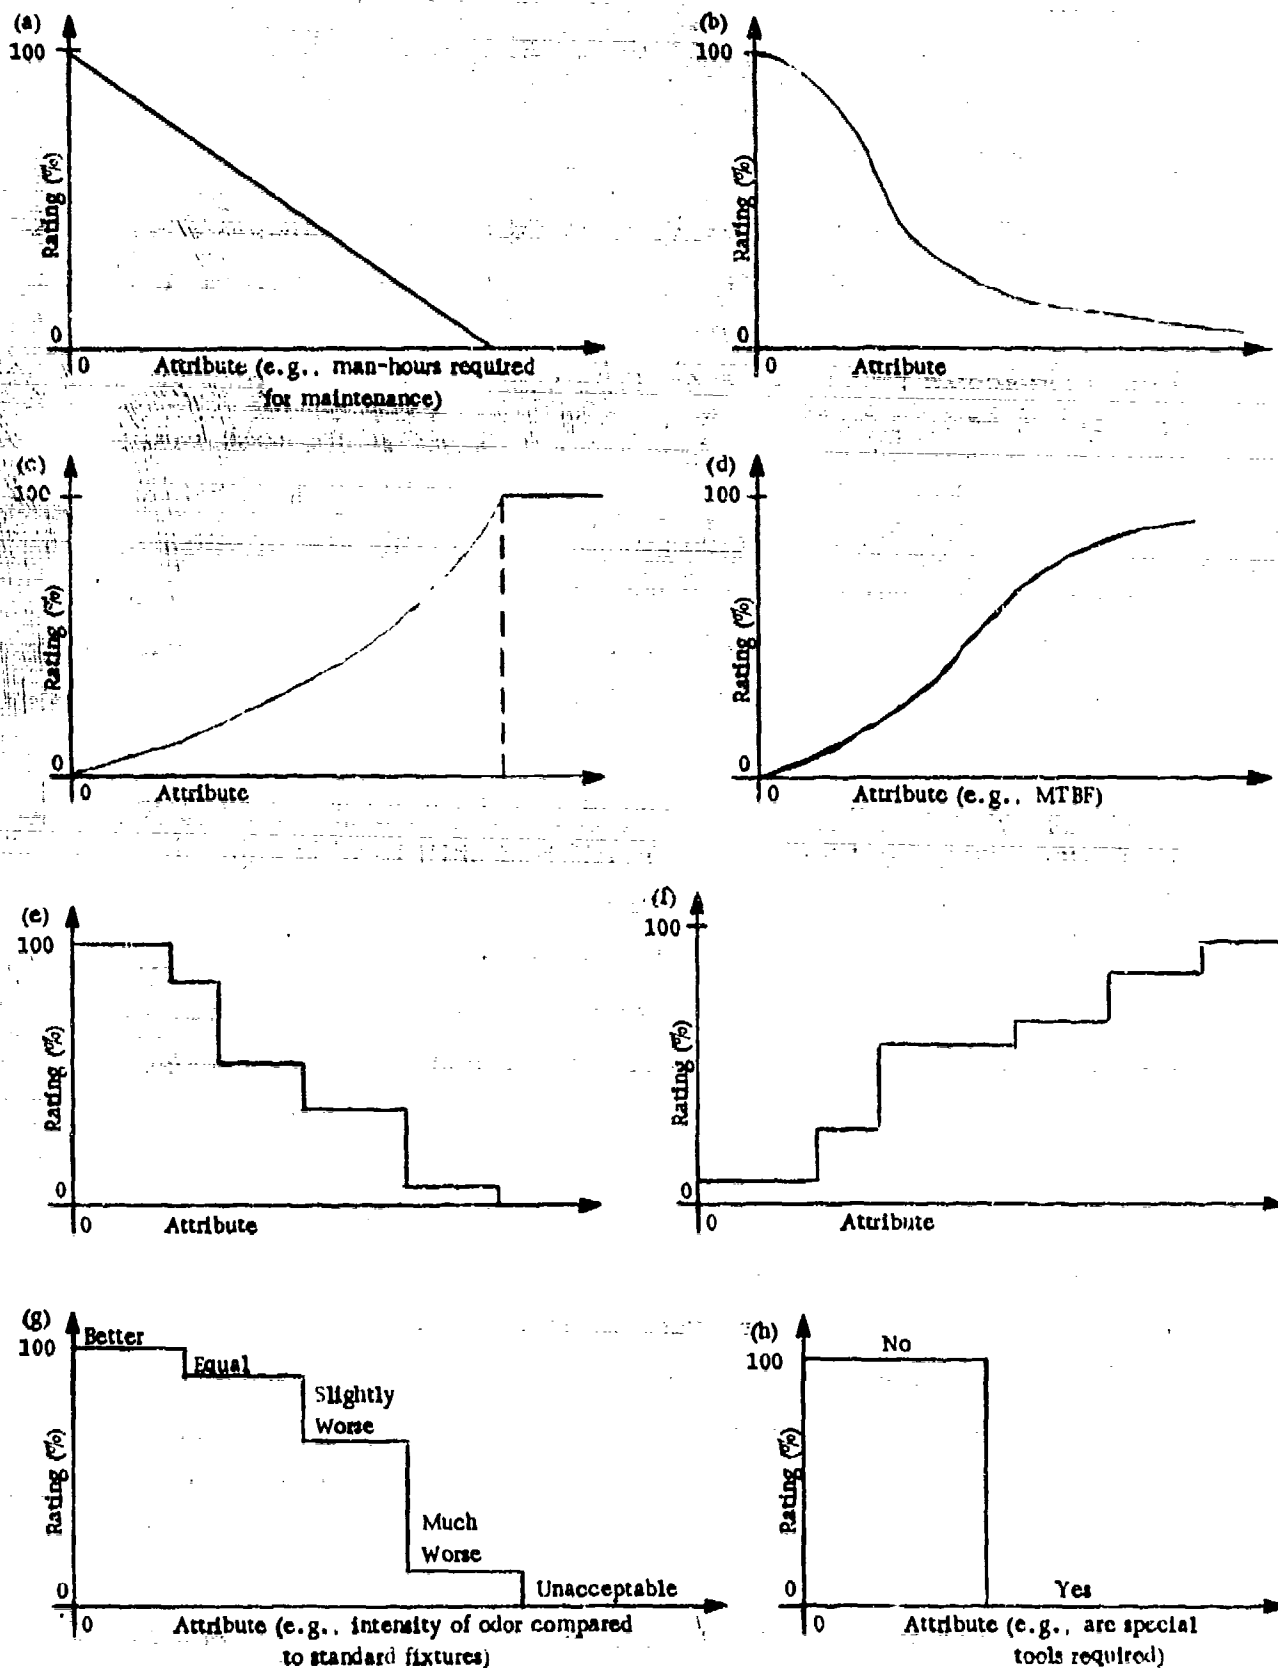 (a)
100
Rating (%)
0
0
Attribute (e.g., man-hours required
for maintenance)
(b)
100
Rating (%)
0
0
Attribute
(c)
100
Rating (%)
0
0
Attribute
(d)
100
Rating (%)
0
0
Attribute (e.g., MTBF)
(e)
100
Rating (%)
0
0
Attribute
(f)
100
Rating (%)
0
0
Attribute
(g)
100
Better
Equal
Slightly
Worse
Much
Worse
Unacceptable
Rating (%)
0
0
Attribute (e.g., intensity of odor compared
to standard fixtures)
(h)
100
No
Rating (%)
0
Yes
0
Attribute (e.g., are special
tools required)